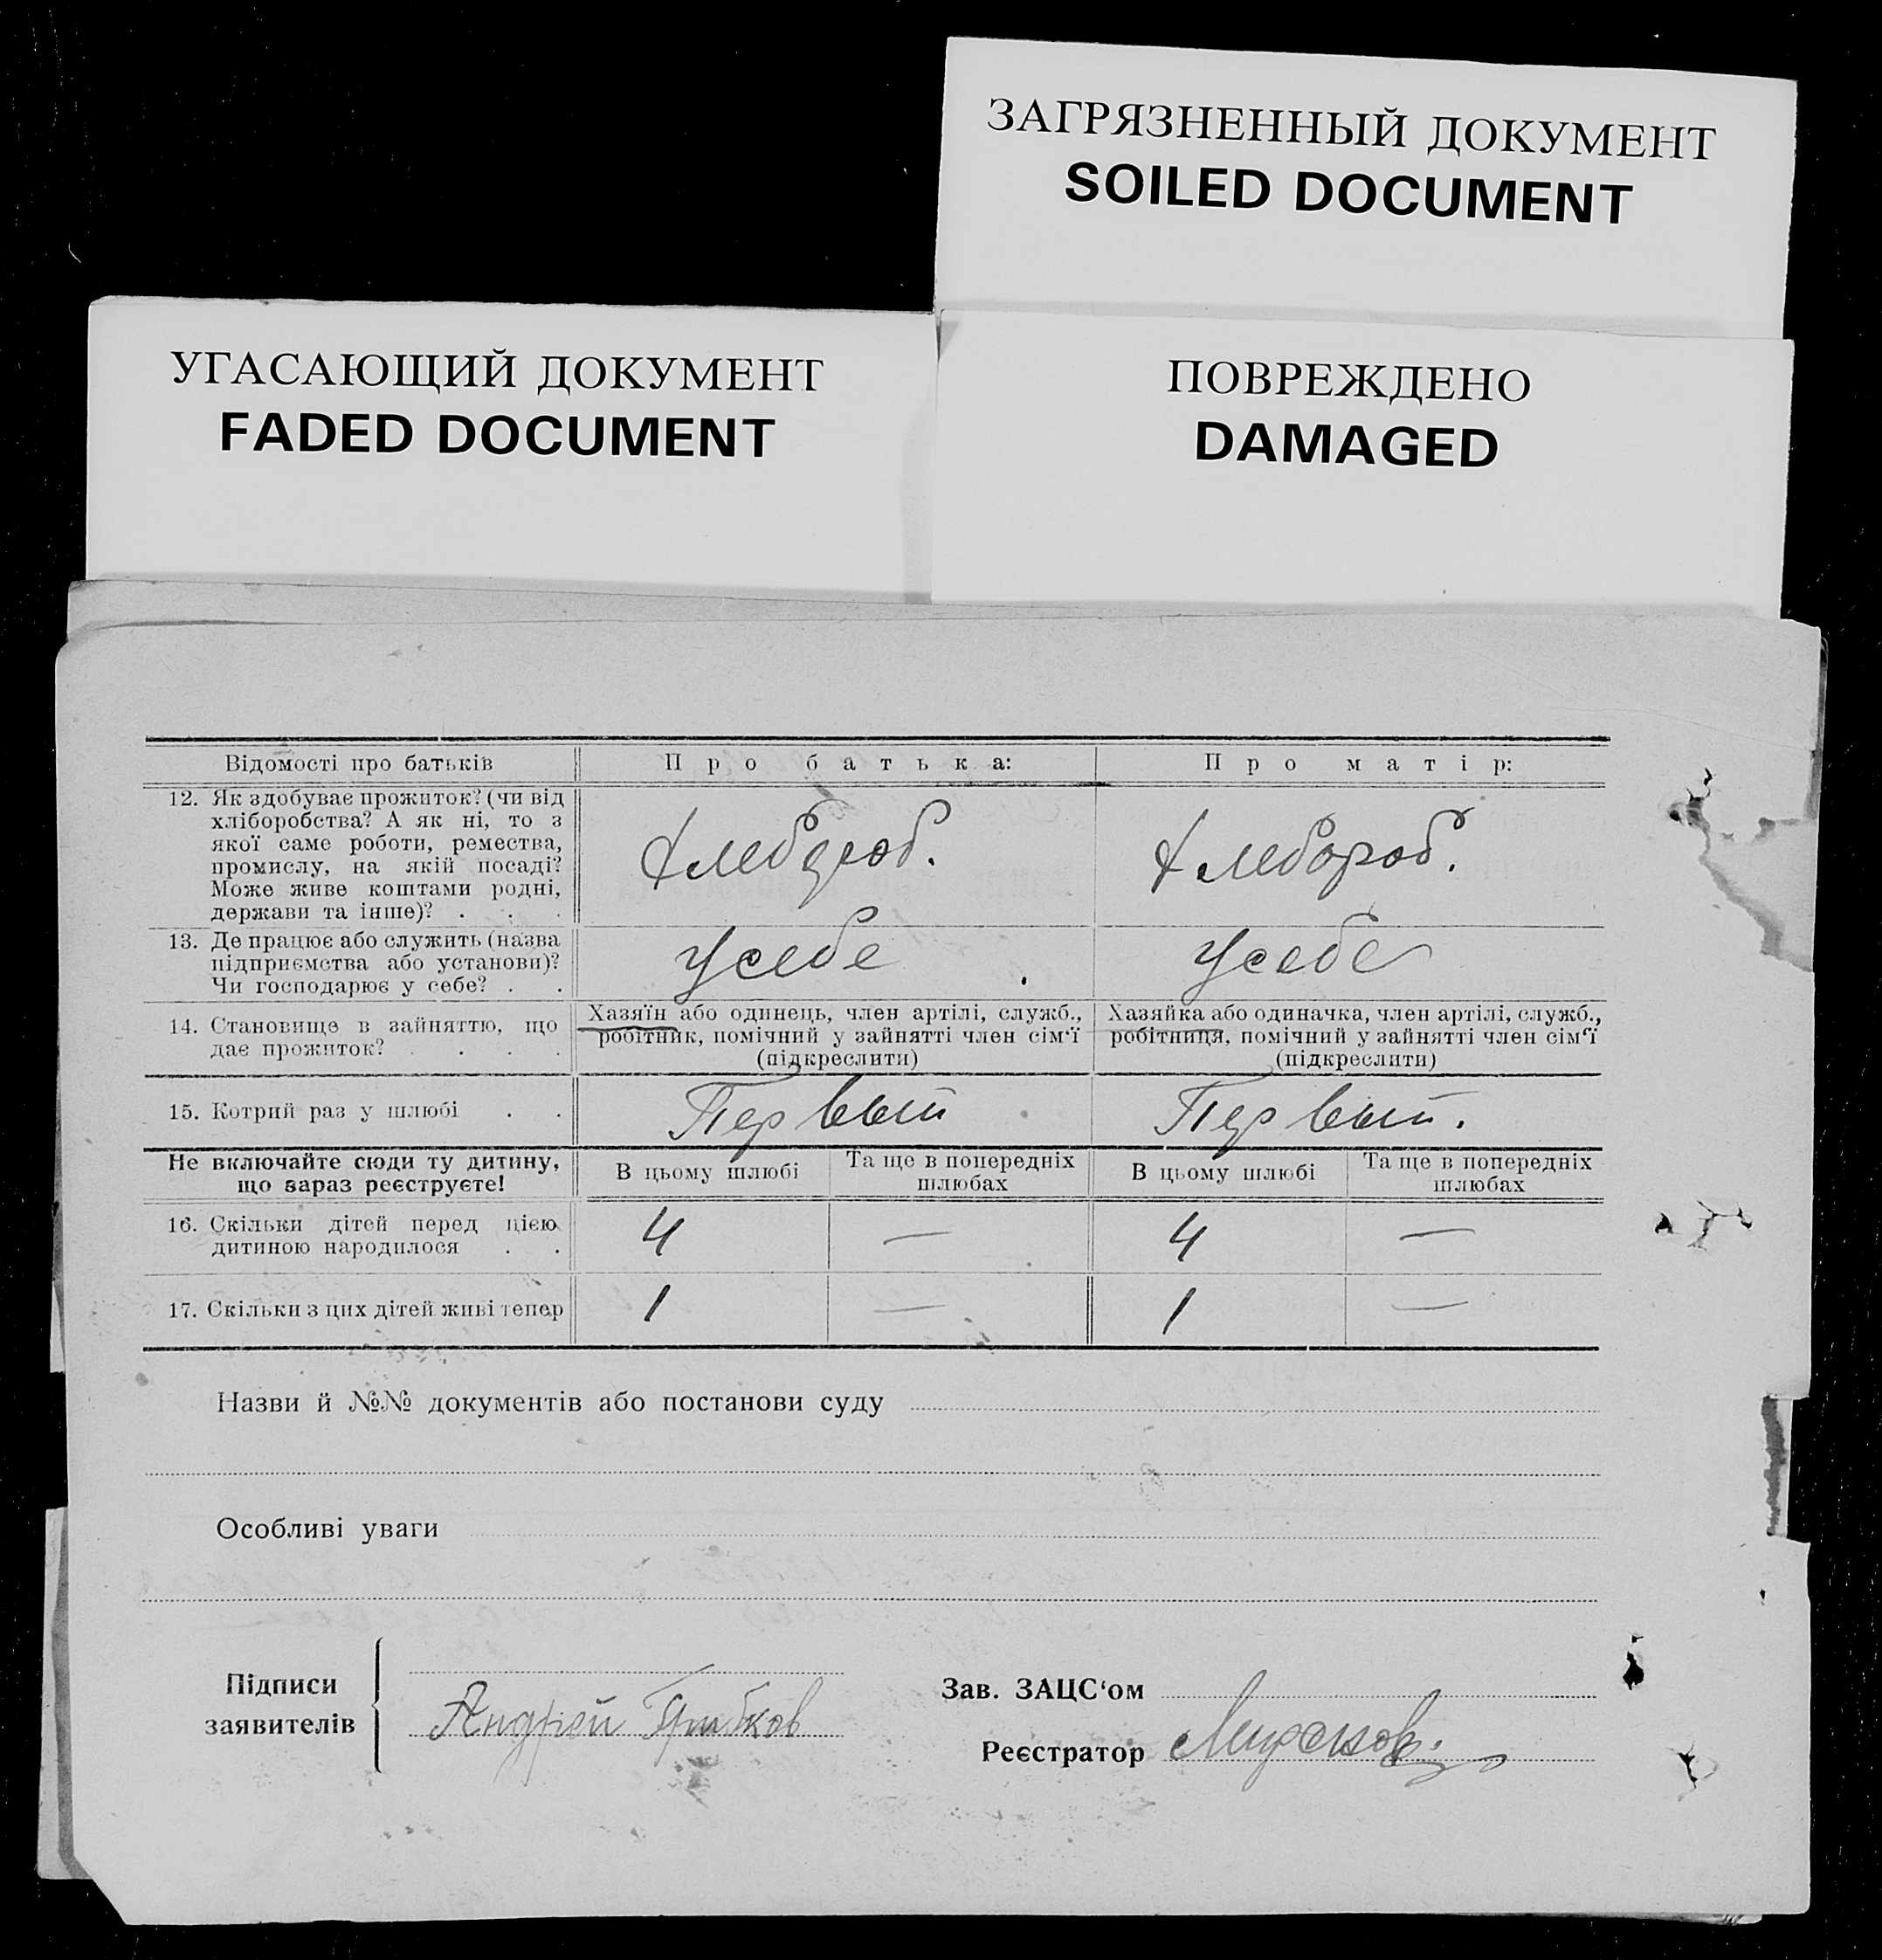 ЗАГРЯЗНЕННЫЙ ДОКУМЕНТ
SOILED DOCUMENT
УГАСАЮЩИЙ ДОКУМЕНТ
FADED DOCUMENT
ПОВРЕЖДЕНО
DAMAGED
Відомості про батьків
Про батька:
Про матір:
12. Як здобуває прожиток? (чи від
хліборобства? А як ні, то з
якої саме роботи, ремества,
промислу, на якій посаді?
Може живе коштами родні,
держави та інше)? . . .
Хлебороб.
Хлебороб.
13. Де працює або служить (назва
підприємства або установи)?
Чи господарює у себе? . .
Усебе
Усебе
14. Становище в зайняттю, що
дає прожиток? . . . .
Хазяїн або одинець, член артілі, служб.,
робітник, помічний у зайнятті член сім'ї
(підкреслити)
Хазяйка або одиначка, член артілі, служб.,
робітниця, помічний у зайнятті член сім'ї
(підкреслити)
15. Котрий раз у шлюбі . .
Первый
Первый.
Не включайте сюди ту дитину,
що зараз реєструєте!
В цьому шлюбі
Та ще в попередніх
шлюбах
В цьому шлюбі
Та ще в попередніх
шлюбах
16. Скільки дітей перед цією
дитиною народилося . .
4
—
4
—
17. Скільки з цих дітей живі тепер
1
—
1
—
Назви й №№ документів або постанови суду
Особливі уваги
Підписи
заявителів
Андрей Грибков
Зав. ЗАЦС'ом
Реєстратор